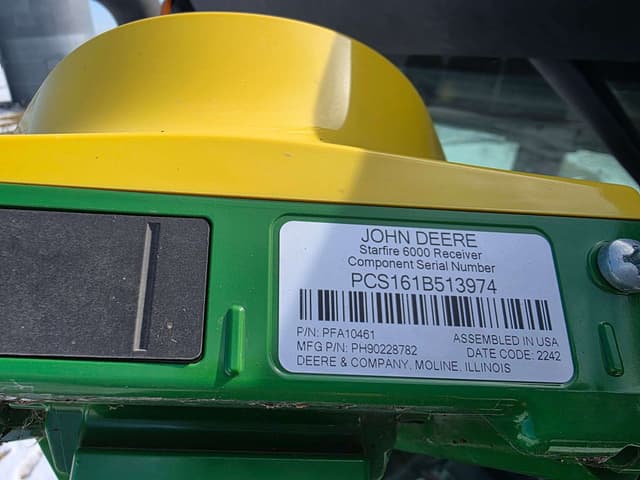 JOHN DEERE
Starfire 6000 Receiver
Component Serial Number
PCS161B513974
P/N: PFA10461
ASSEMBLED IN USA
MFG P/N: PH90228782
DATE CODE: 2242
DEERE & COMPANY, MOLINE, ILLINOIS